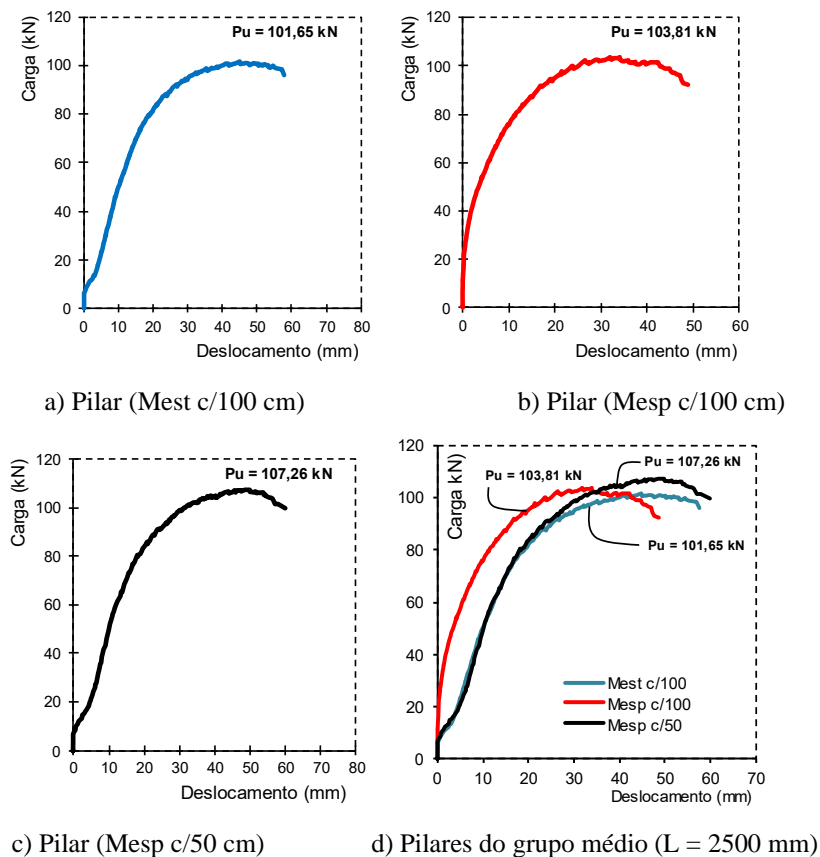 120
100
80
60
40
20
0
Carga (kN)
Pu = 101,65 kN
0 10 20 30 40 50 60 70 80
Deslocamento (mm)
a) Pilar (Mest c/100 cm)
120
100
80
60
40
20
0
Carga (kN)
Pu = 103,81 kN
0 10 20 30 40 50 60
Deslocamento (mm)
b) Pilar (Mesp c/100 cm)
120
100
80
60
40
20
0
Carga (kN)
Pu = 107,26 kN
0 10 20 30 40 50 60 70 80
Deslocamento (mm)
c) Pilar (Mesp c/50 cm)
120
100
80
60
40
20
0
Carga kN)
Pu = 107,26 kN
Pu = 103,81 kN
Pu = 101,65 kN
Mest c/100
Mesp c/100
Mesp c/50
0 10 20 30 40 50 60 70
Deslocamento (mm)
d) Pilares do grupo médio (L = 2500 mm)